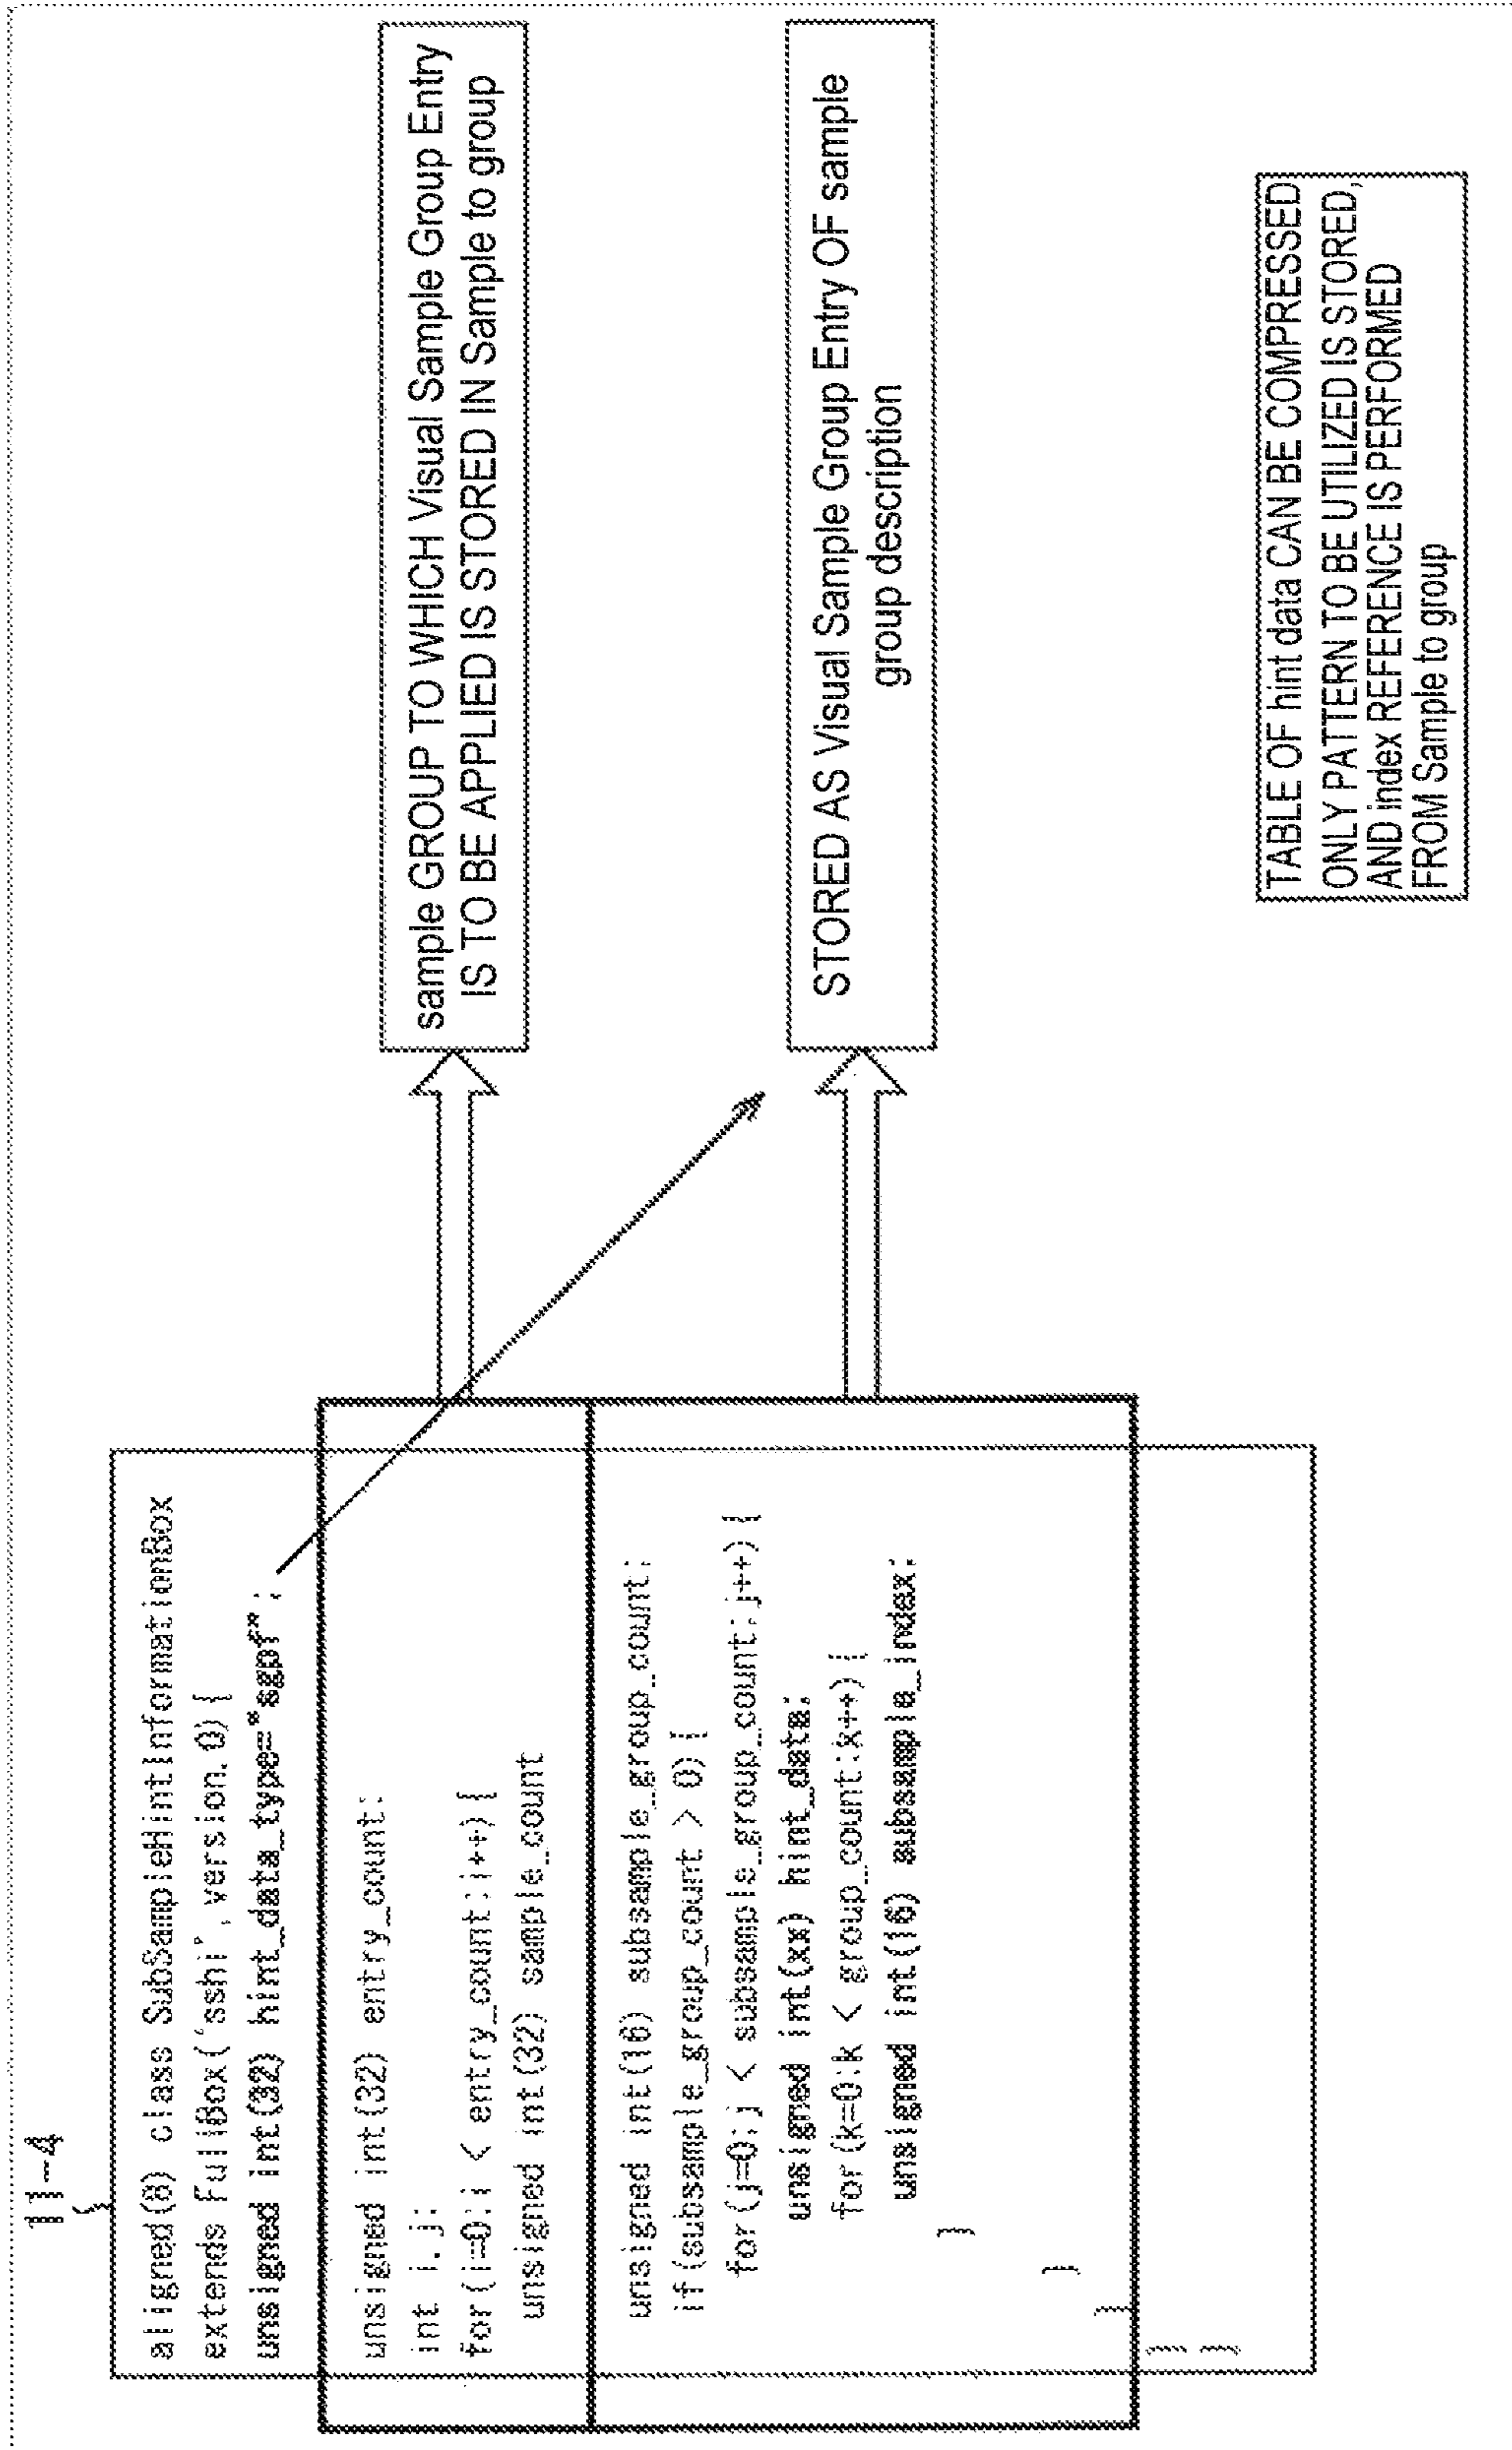 11-4
aligned(8) class SubSampleHintInformationBox
extends FullBox('sshi',version,0){
unsigned int(32) hint_data_type="sgpf";
unsigned int(32) entry_count;
int i,j;
for(i=0;i < entry_count;i++){
unsigned int(32) sample_count
unsigned int(16) subsample_group_count;
if(subsample_group_count > 0){
for(j=0;j < subsample_group_count;j++){
unsigned int(xx) hint_data;
for(k=0;k < group_count;k++){
unsigned int(16) subsample_index;
}
}
}
}
}
sample GROUP TO WHICH Visual Sample Group Entry
IS TO BE APPLIED IS STORED IN Sample to group
STORED AS Visual Sample Group Entry OF sample
group description
TABLE OF hint data CAN BE COMPRESSED
ONLY PATTERN TO BE UTILIZED IS STORED,
AND index REFERENCE IS PERFORMED
FROM Sample to group